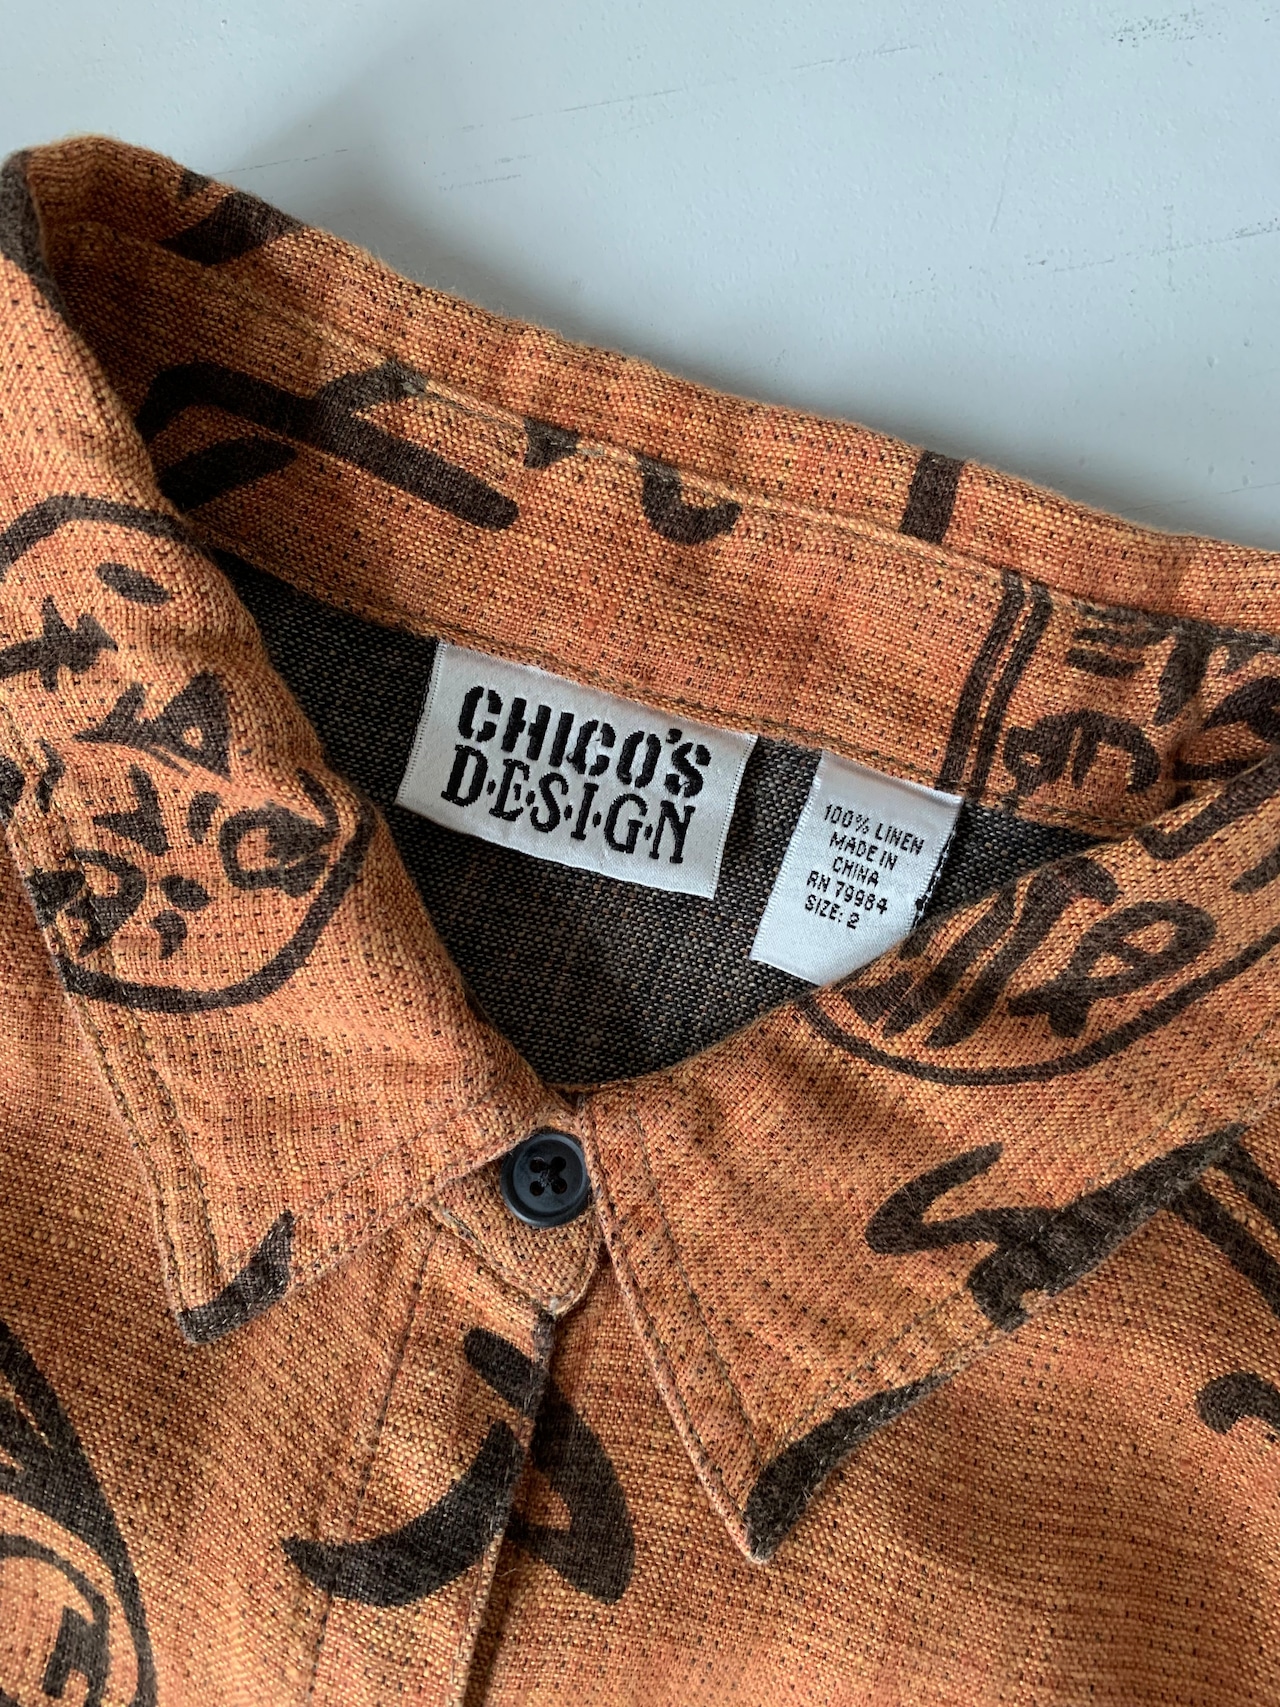 CHICO'S
D·E·S·I·G·N
100% LINEN
MADE IN
CHINA
RN 79984
SIZE: 2